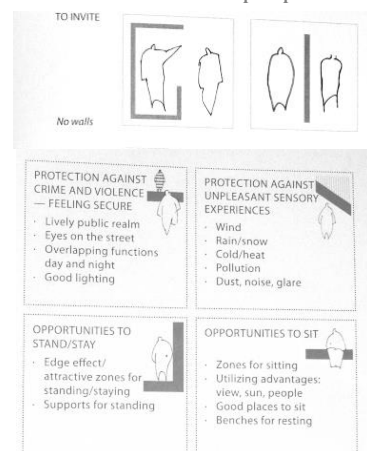 TO INVITE
No walls
PROTECTION AGAINST
CRIME AND VIOLENCE
— FEELING SECURE
· Lively public realm
· Eyes on the street
· Overlapping functions
day and night
· Good lighting
PROTECTION AGAINST
UNPLEASANT SENSORY
EXPERIENCES
· Wind
· Rain/snow
· Cold/heat
· Pollution
· Dust, noise, glare
OPPORTUNITIES TO
STAND/STAY
· Edge effect/
attractive zones for
standing/staying
· Supports for standing
OPPORTUNITIES TO SIT
· Zones for sitting
· Utilizing advantages:
view, sun, people
· Good places to sit
· Benches for resting